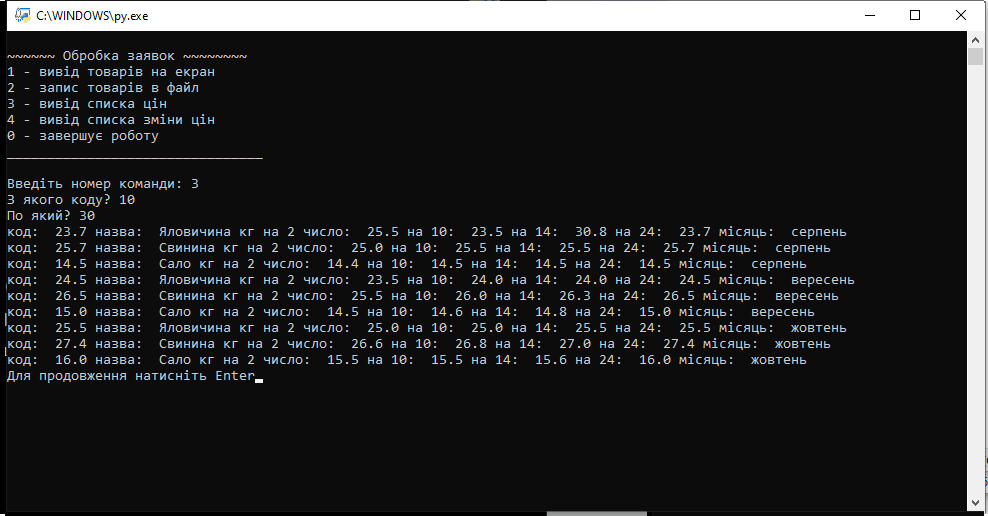 C:\WINDOWS\py.exe
~~~~~~ Обробка заявок ~~~~~~~~
1 - вивід товарів на екран
2 - запис товарів в файл
3 - вивід списка цін
4 - вивід списка зміни цін
0 - завершує роботу
________________________________
Введіть номер команди: 3
З якого коду? 10
По який? 30
код:  23.7 назва:  Яловичина кг на 2 число:  25.5 на 10:  23.5 на 14:  30.8 на 24:  23.7 місяць:  серпень
код:  25.7 назва:  Свинина кг на 2 число:  25.0 на 10:  25.5 на 14:  25.5 на 24:  25.7 місяць:  серпень
код:  14.5 назва:  Сало кг на 2 число:  14.4 на 10:  14.5 на 14:  14.5 на 24:  14.5 місяць:  серпень
код:  24.5 назва:  Яловичина кг на 2 число:  23.5 на 10:  24.0 на 14:  24.0 на 24:  24.5 місяць:  вересень
код:  26.5 назва:  Свинина кг на 2 число:  25.5 на 10:  26.0 на 14:  26.3 на 24:  26.5 місяць:  вересень
код:  15.0 назва:  Сало кг на 2 число:  14.5 на 10:  14.6 на 14:  14.8 на 24:  15.0 місяць:  вересень
код:  25.5 назва:  Яловичина кг на 2 число:  25.0 на 10:  25.0 на 14:  25.5 на 24:  25.5 місяць:  жовтень
код:  27.4 назва:  Свинина кг на 2 число:  26.6 на 10:  26.8 на 14:  27.0 на 24:  27.4 місяць:  жовтень
код:  16.0 назва:  Сало кг на 2 число:  15.5 на 10:  15.5 на 14:  15.6 на 24:  16.0 місяць:  жовтень
Для продовження натисніть Enter